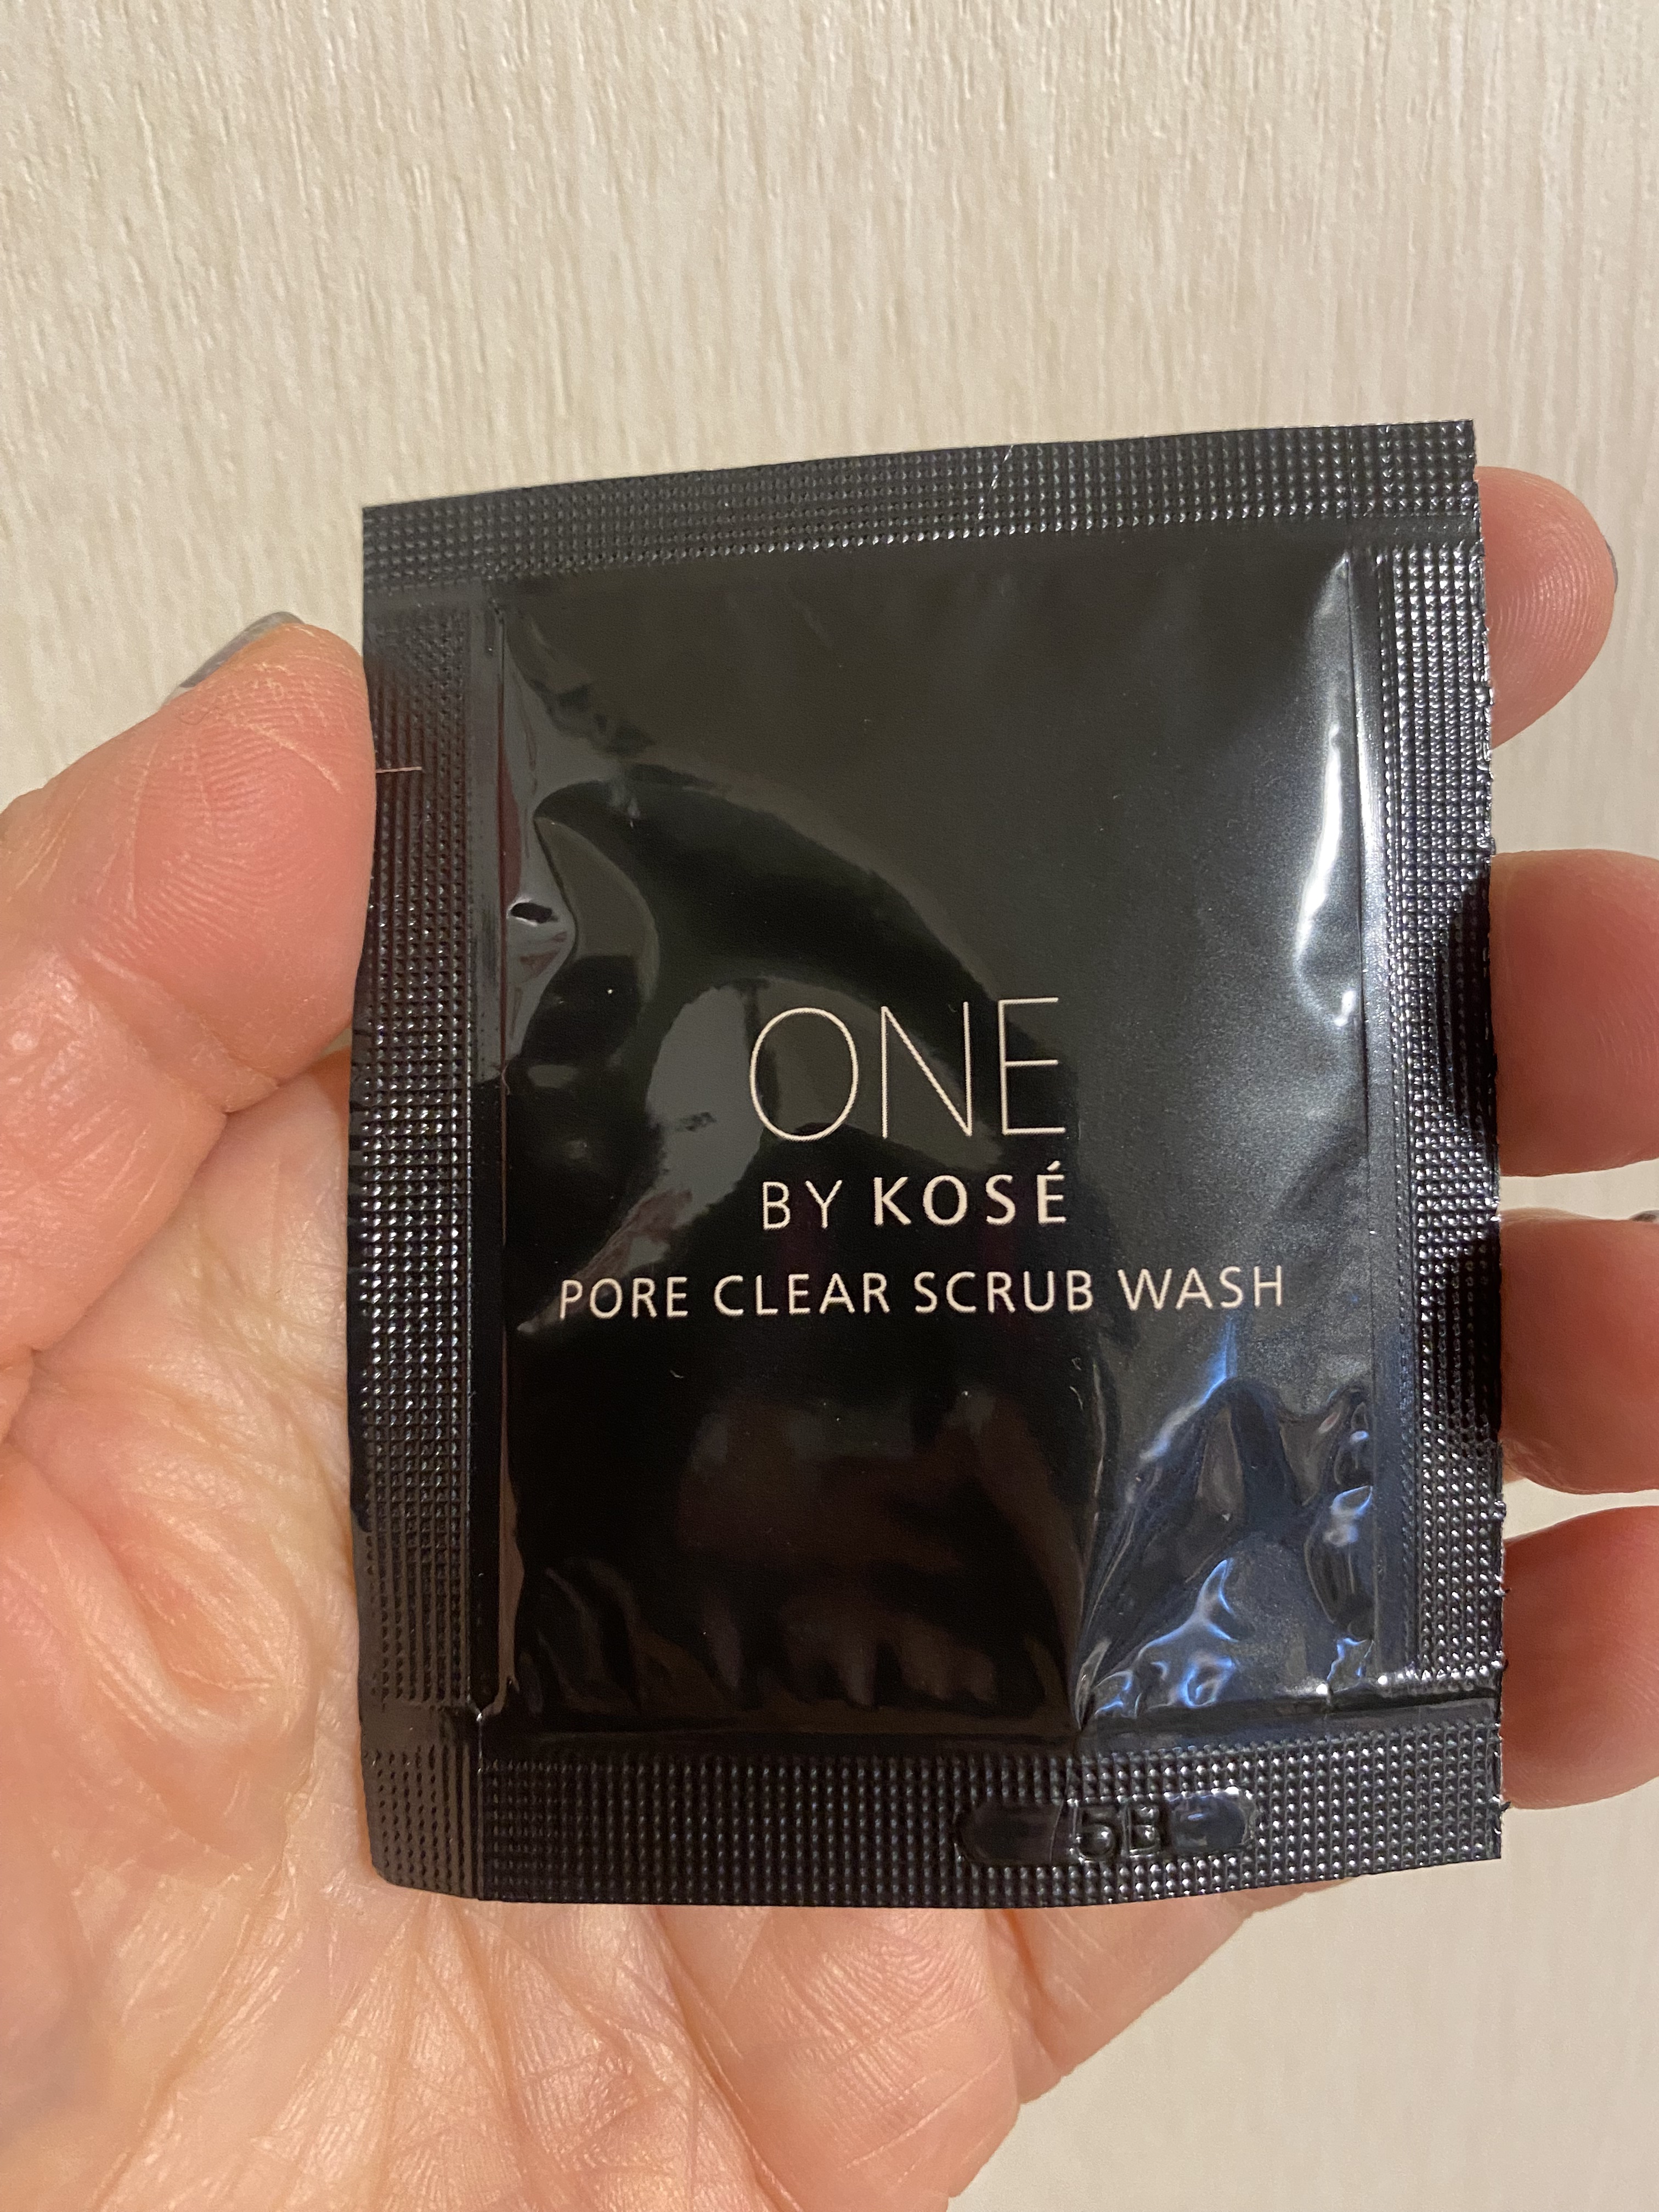 ONE
BY KOSÉ
PORE CLEAR SCRUB WASH